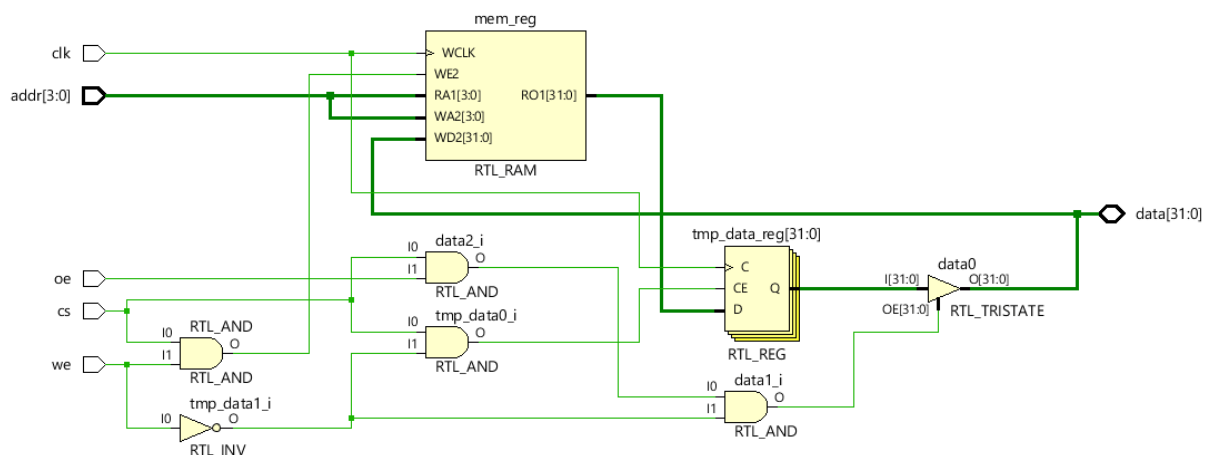 mem_reg
clk
WCLK
WE2
addr[3:0]
RA1[3:0]
RO1[31:0]
WA2[3:0]
WD2[31:0]
RTL_RAM
data[31:0]
tmp_data_reg[31:0]
data2_i
I0
O
oe
I1
C
data0
RTL_AND
CE
Q
I[31:0]
O[31:0]
cs
tmp_data0_i
D
OE[31:0]
RTL_TRISTATE
RTL_AND
I0
O
I0
O
I1
RTL_REG
we
I1
RTL_AND
RTL_AND
data1_i
tmp_data1_i
I0
O
I0
O
I1
RTL_AND
RTL_INV